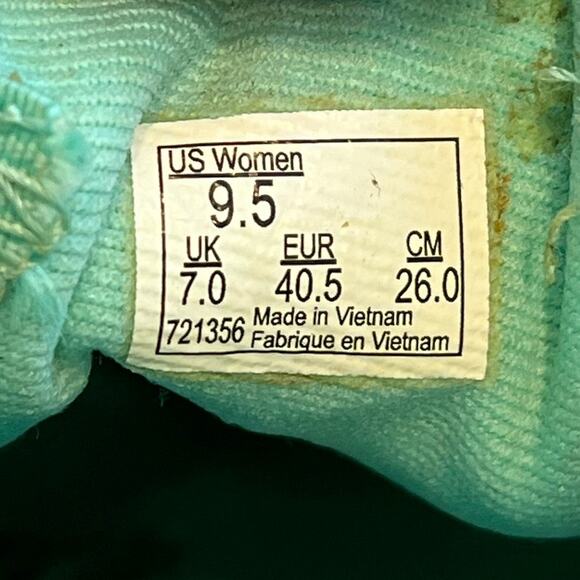 US Women
9.5
UK EUR CM
7.0 40.5 26.0
721356 Made in Vietnam
Fabrique en Vietnam